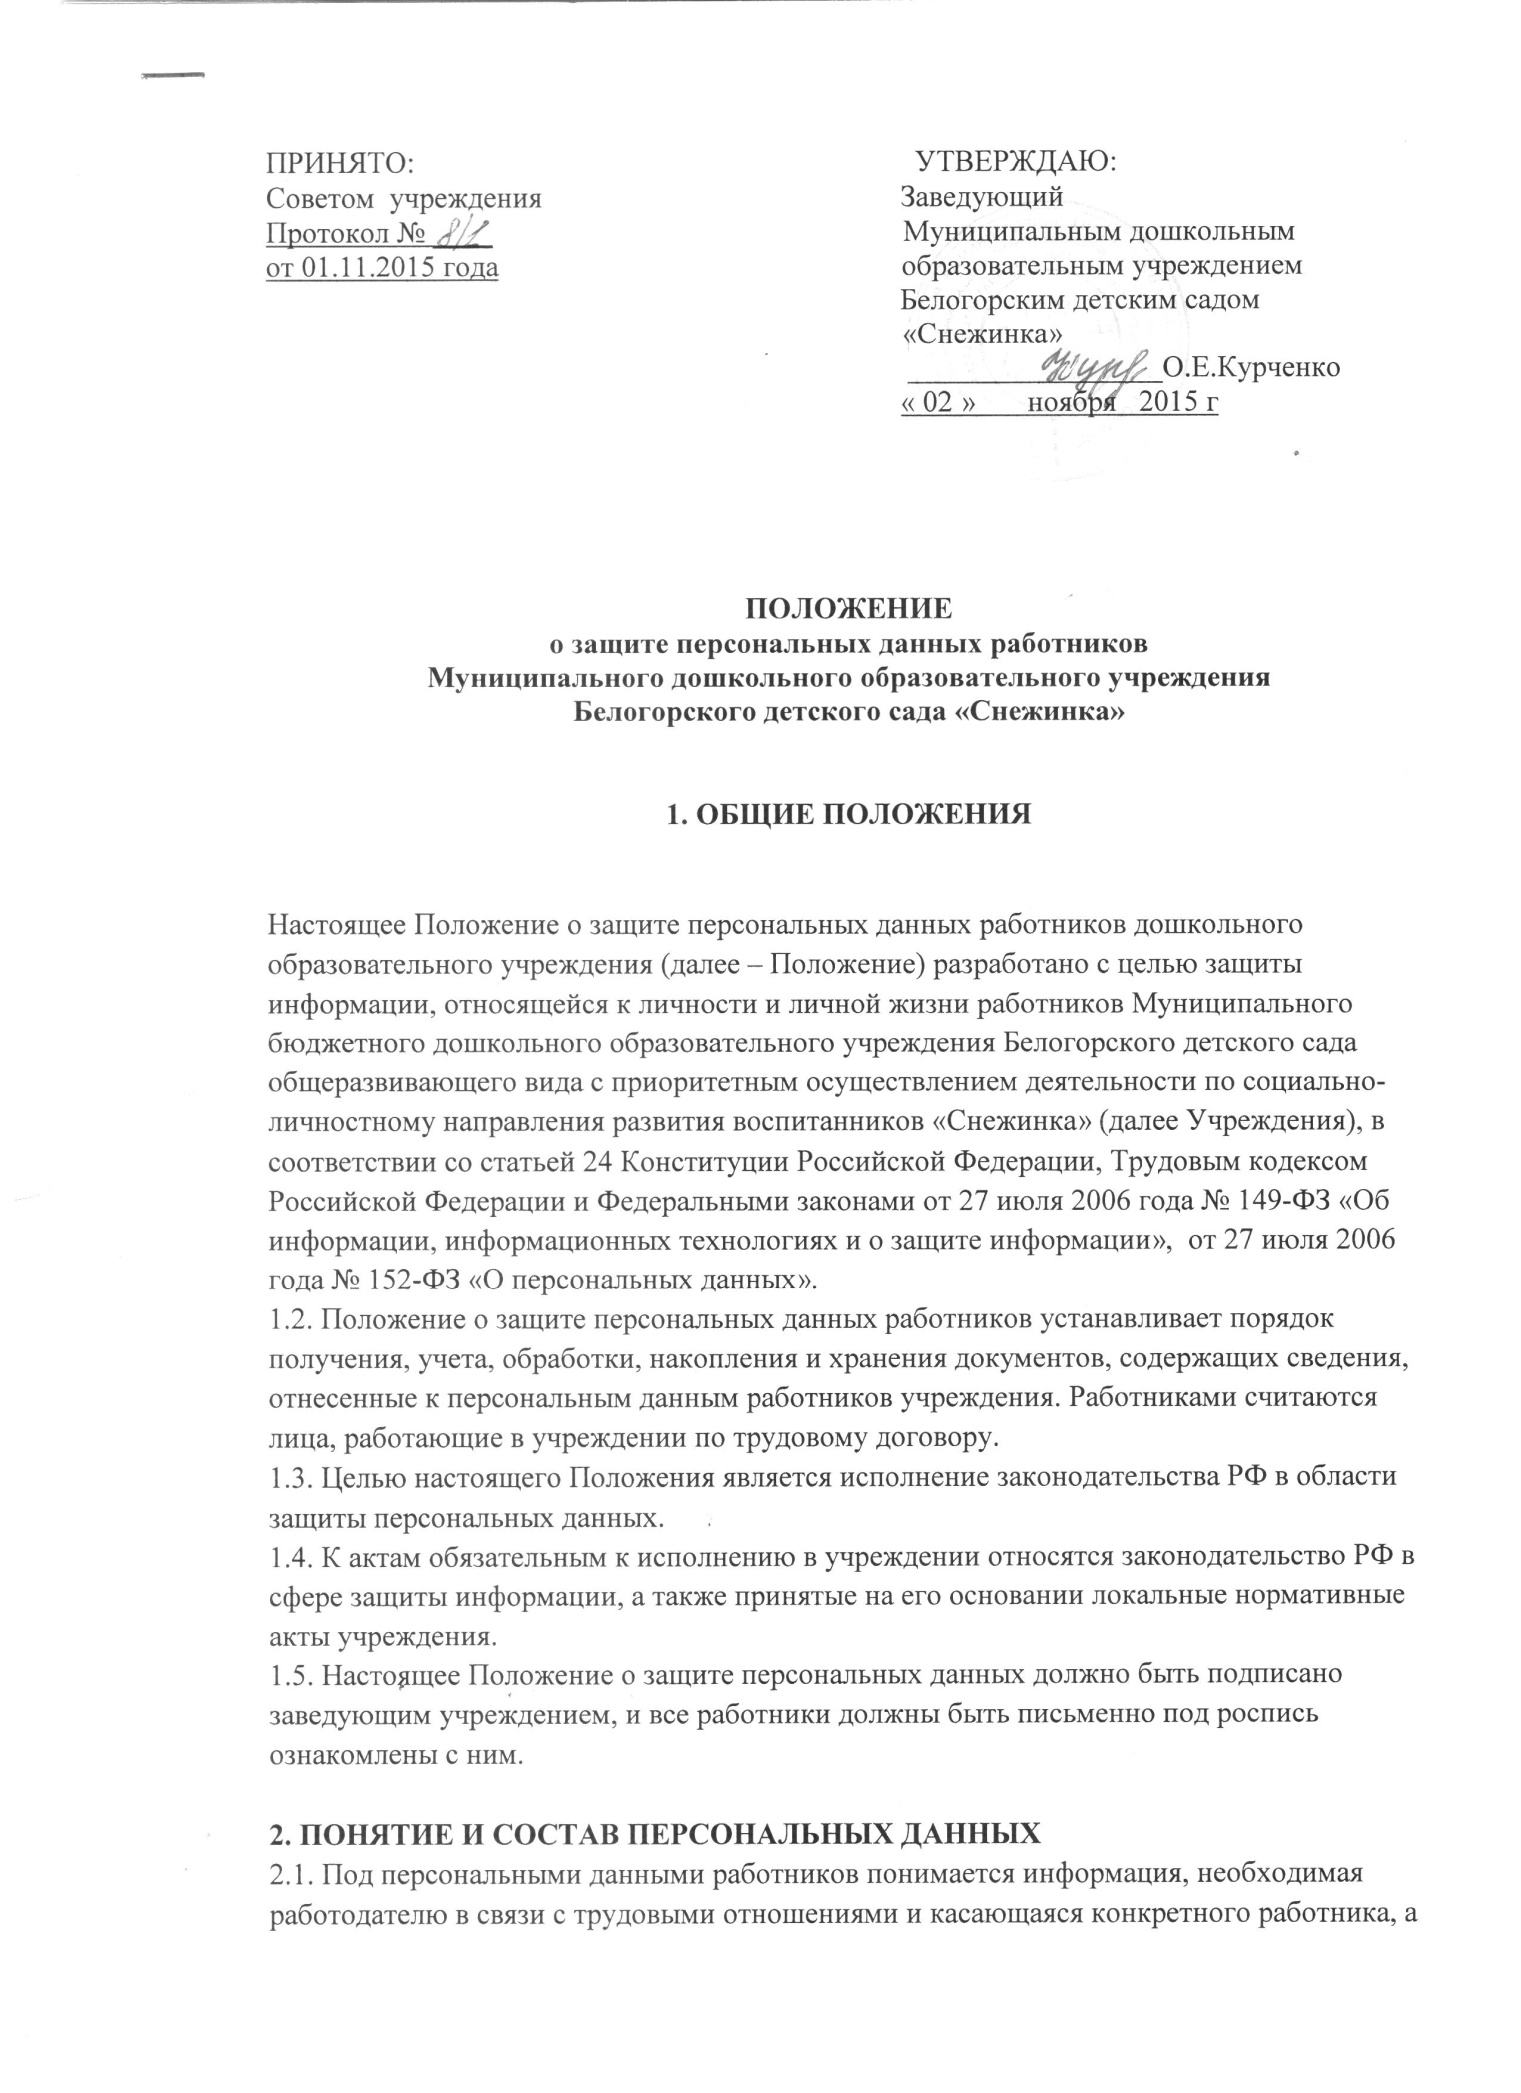 ПРИНЯТО:
Советом учреждения
Протокол № 8/1
от 01.11.2015 года
УТВЕРЖДАЮ:
Заведующий
Муниципальным дошкольным
образовательным учреждением
Белогорским детским садом
«Снежинка»
О.Е.Курченко
« 02 » ноября 2015 г
ПОЛОЖЕНИЕ
о защите персональных данных работников
Муниципального дошкольного образовательного учреждения
Белогорского детского сада «Снежинка»
1. ОБЩИЕ ПОЛОЖЕНИЯ
Настоящее Положение о защите персональных данных работников дошкольного
образовательного учреждения (далее – Положение) разработано с целью защиты
информации, относящейся к личности и личной жизни работников Муниципального
бюджетного дошкольного образовательного учреждения Белогорского детского сада
общеразвивающего вида с приоритетным осуществлением деятельности по социально-
личностному направления развития воспитанников «Снежинка» (далее Учреждения), в
соответствии со статьей 24 Конституции Российской Федерации, Трудовым кодексом
Российской Федерации и Федеральными законами от 27 июля 2006 года № 149-ФЗ «Об
информации, информационных технологиях и о защите информации», от 27 июля 2006
года № 152-ФЗ «О персональных данных».
1.2. Положение о защите персональных данных работников устанавливает порядок
получения, учета, обработки, накопления и хранения документов, содержащих сведения,
отнесенные к персональным данным работников учреждения. Работниками считаются
лица, работающие в учреждении по трудовому договору.
1.3. Целью настоящего Положения является исполнение законодательства РФ в области
защиты персональных данных.
1.4. К актам обязательным к исполнению в учреждении относятся законодательство РФ в
сфере защиты информации, а также принятые на его основании локальные нормативные
акты учреждения.
1.5. Настоящее Положение о защите персональных данных должно быть подписано
заведующим учреждением, и все работники должны быть письменно под роспись
ознакомлены с ним.
2. ПОНЯТИЕ И СОСТАВ ПЕРСОНАЛЬНЫХ ДАННЫХ
2.1. Под персональными данными работников понимается информация, необходимая
работодателю в связи с трудовыми отношениями и касающаяся конкретного работника, а